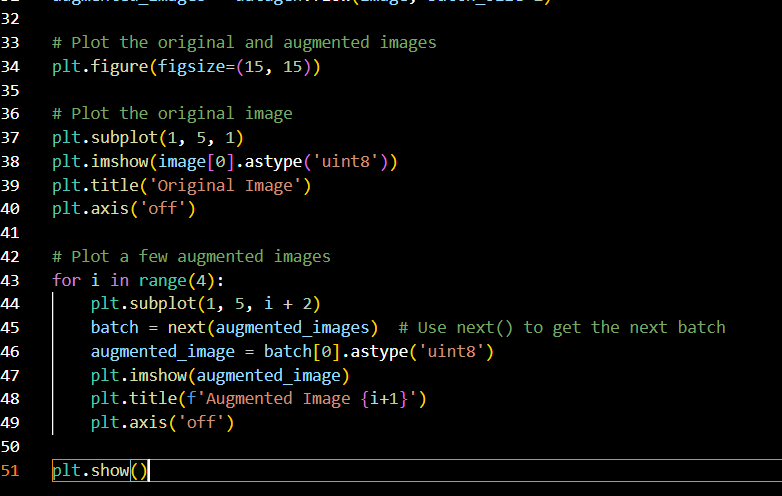 32
33 # Plot the original and augmented images
34 plt.figure(figsize=(15, 15))
35
36 # Plot the original image
37 plt.subplot(1, 5, 1)
38 plt.imshow(image[0].astype('uint8'))
39 plt.title('Original Image')
40 plt.axis('off')
41
42 # Plot a few augmented images
43 for i in range(4):
44     plt.subplot(1, 5, i + 2)
45     batch = next(augmented_images)  # Use next() to get the next batch
46     augmented_image = batch[0].astype('uint8')
47     plt.imshow(augmented_image)
48     plt.title(f'Augmented Image {i+1}')
49     plt.axis('off')
50
51 plt.show()